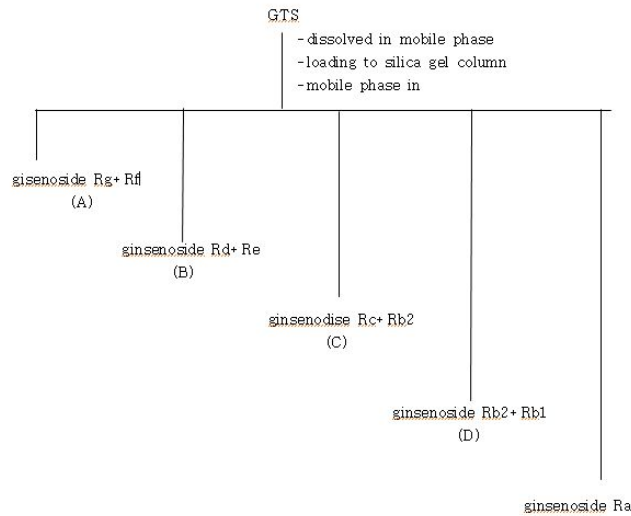 GTS
-dissolved in mobile phase
-loading to silica gel column
-mobile phase in
gisenoside Rg+Rf
(A)
ginsenoside Rd+Re
(B)
ginsenodise Rc+Rb2
(C)
ginsenoside Rb2+Rb1
(D)
ginsenoside Ra